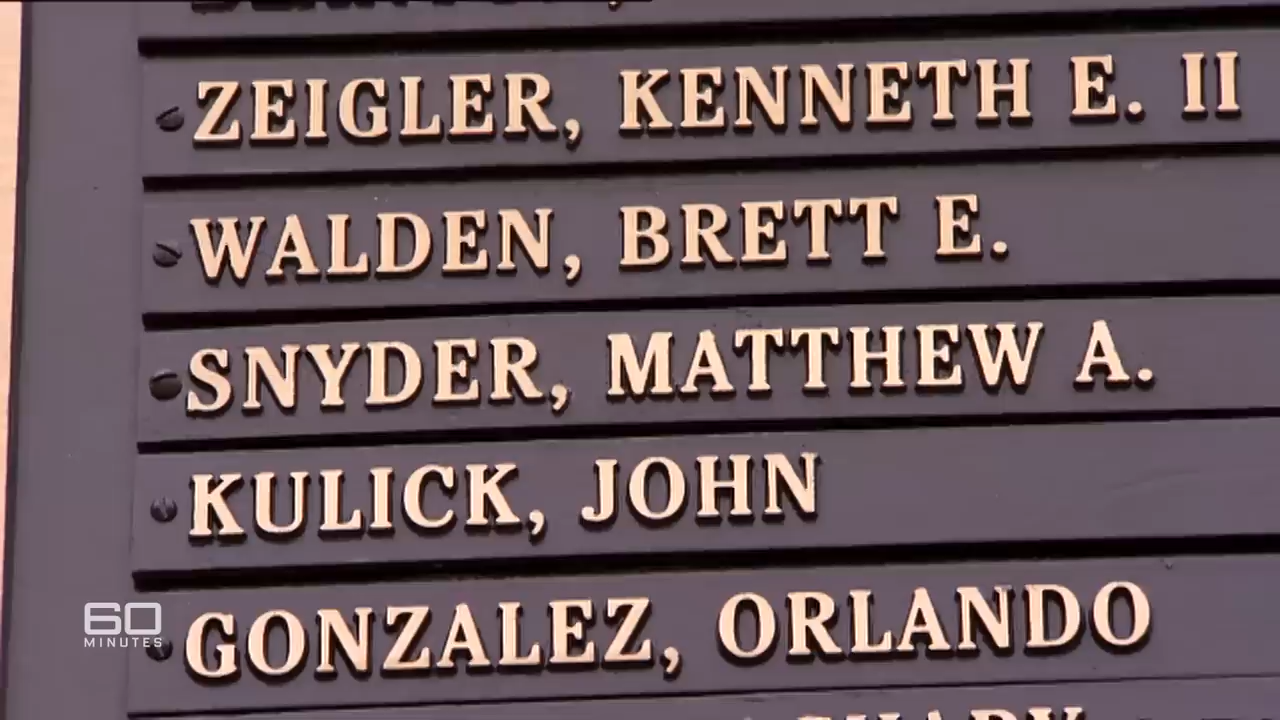 ZEIGLER, KENNETH E. II
WALDEN, BRETT E.
SNYDER, MATTHEW A.
KULICK, JOHN
GONZALEZ, ORLANDO
60
MINUTES